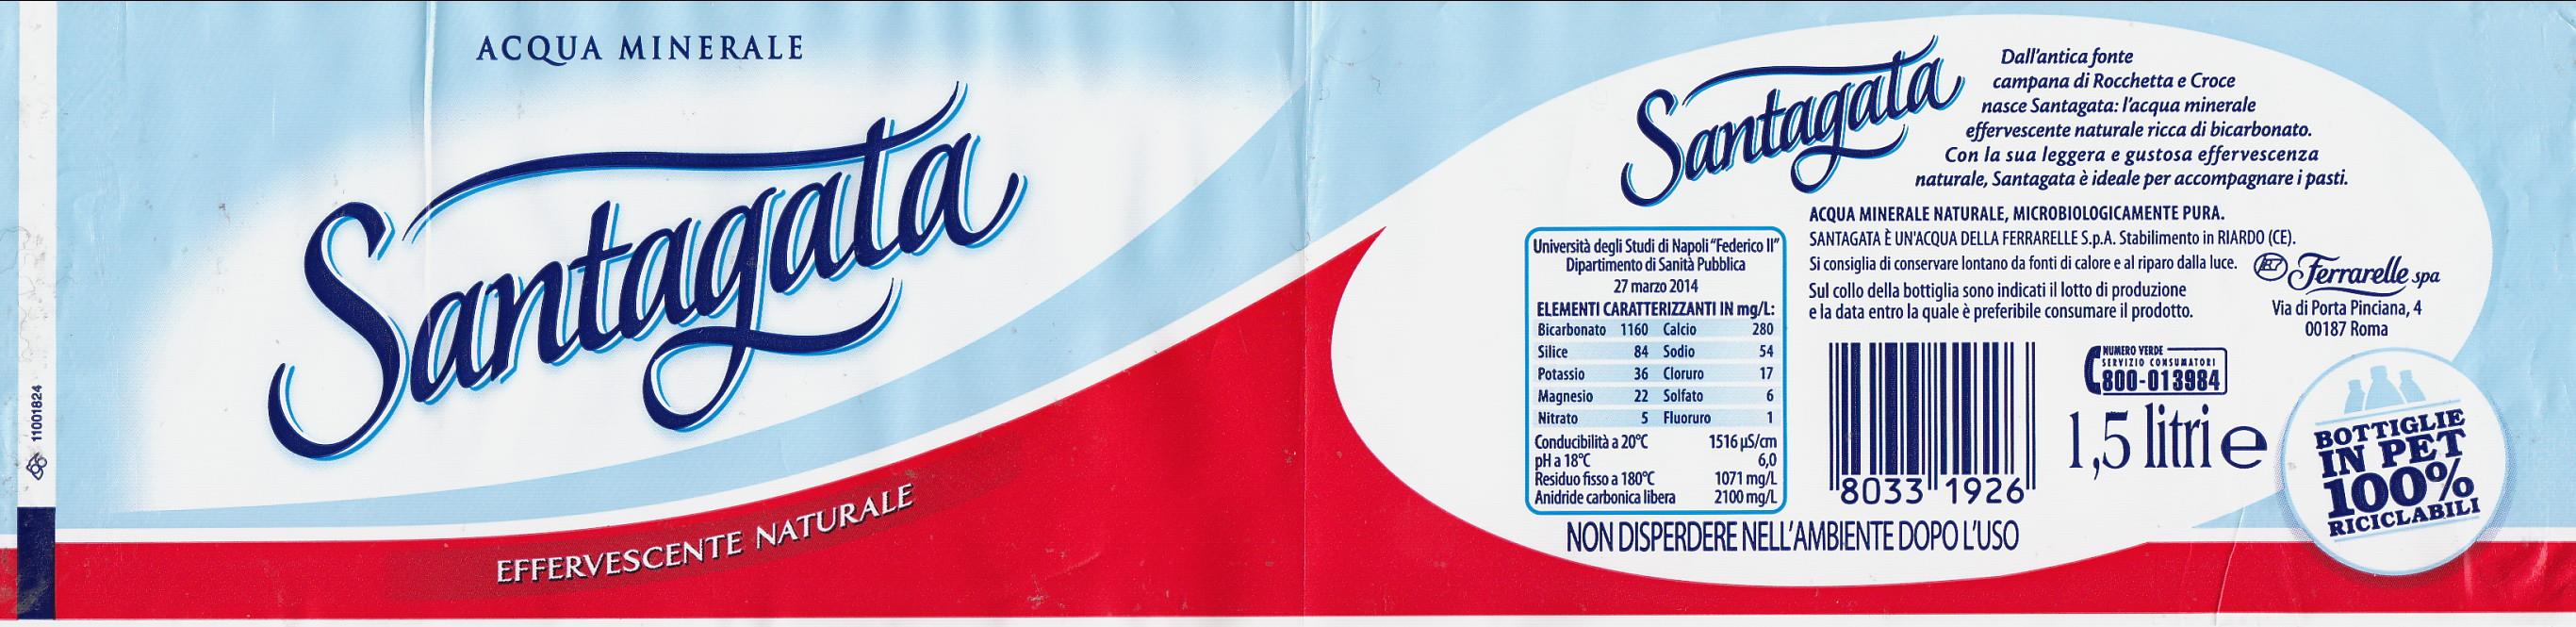 ACQUA MINERALE
Santagata
EFFERVESCENTE NATURALE
11001824
Santagata
Dall'antica fonte
campana di Rocchetta e Croce
nasce Santagata: l'acqua minerale
effervescente naturale ricca di bicarbonato.
Con la sua leggera e gustosa effervescenza
naturale, Santagata è ideale per accompagnare i pasti.
ACQUA MINERALE NATURALE, MICROBIOLOGICAMENTE PURA.
SANTAGATA È UN'ACQUA DELLA FERRARELLE S.p.A. Stabilimento in RIARDO (CE).
Si consiglia di conservare lontano da fonti di calore e al riparo dalla luce.
Sul collo della bottiglia sono indicati il lotto di produzione
e la data entro la quale è preferibile consumare il prodotto.
Ferrarelle spa
Via di Porta Pinciana, 4
00187 Roma
Università degli Studi di Napoli "Federico II"
Dipartimento di Sanità Pubblica
27 marzo 2014
ELEMENTI CARATTERIZZANTI IN mg/L:
Bicarbonato 1160 Calcio 280
Silice 84 Sodio 54
Potassio 36 Cloruro 17
Magnesio 22 Solfato 6
Nitrato 5 Fluoruro 1
Conducibilità a 20°C 1516 µS/cm
pH a 18°C 6,0
Residuo fisso a 180°C 1071 mg/L
Anidride carbonica libera 2100 mg/L
8033 1926
NUMERO VERDE
SERVIZIO CONSUMATORI
800-013984
1,5 litri e
BOTTIGLIE
IN PET
100%
RICICLABILI
NON DISPERDERE NELL'AMBIENTE DOPO L'USO